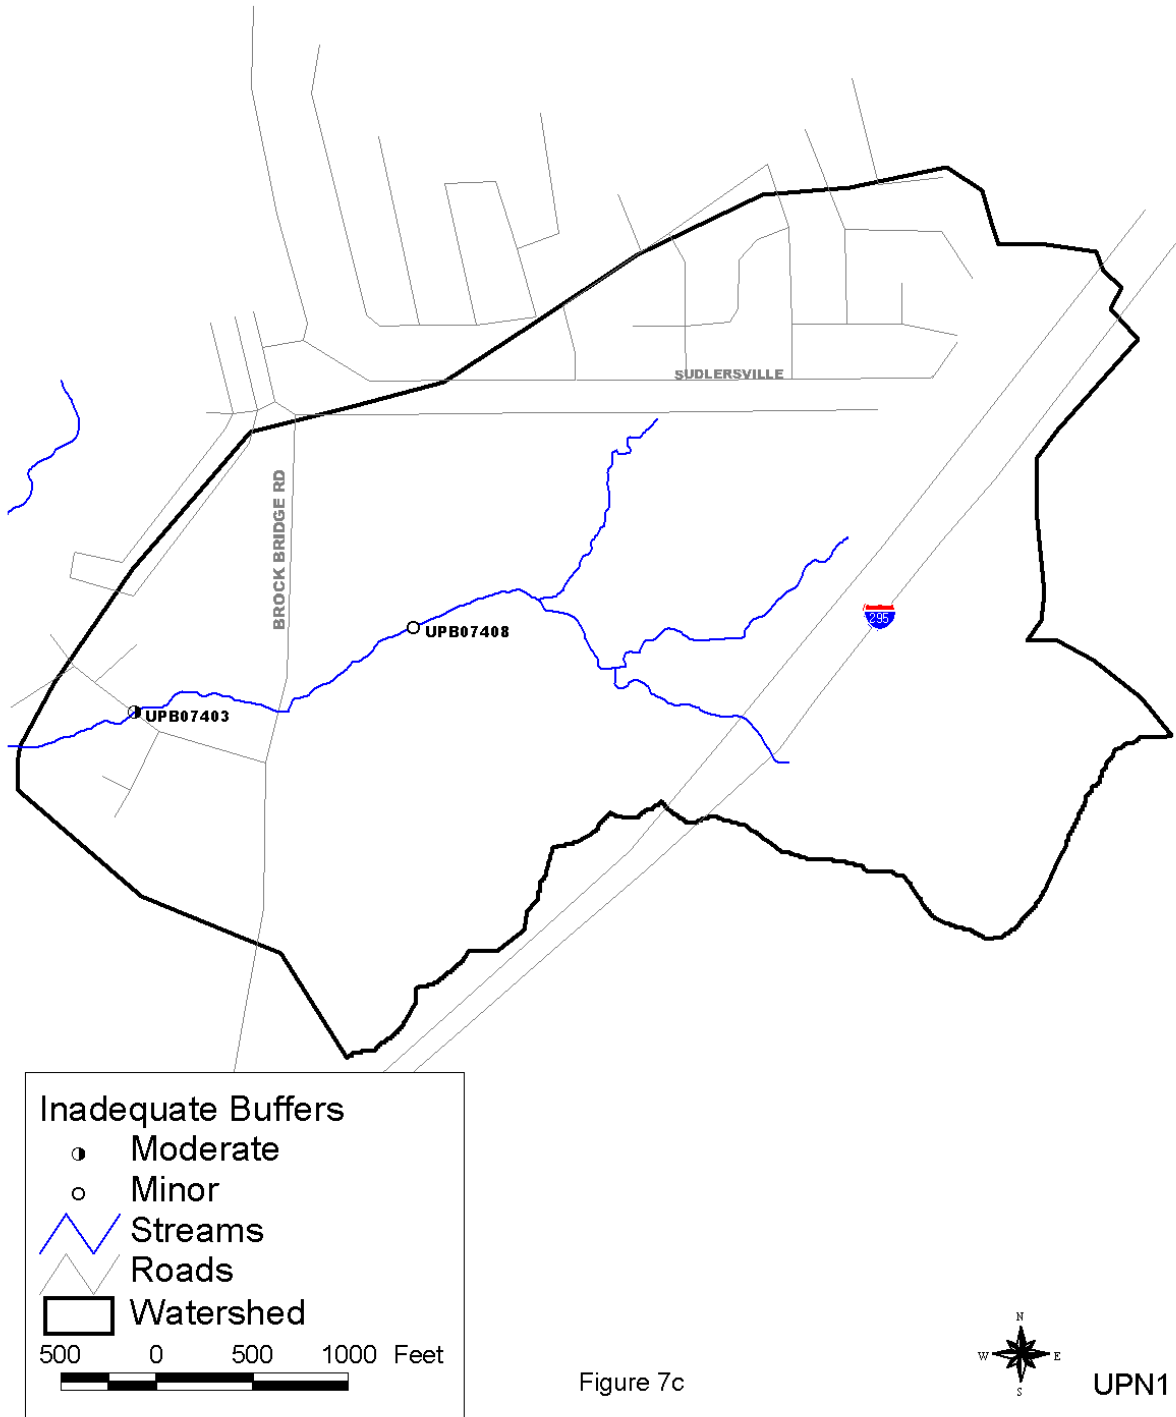 SUDLERSVILLE
BROCK BRIDGE RD
295
UPB07408
UPB07403
Inadequate Buffers
Moderate
Minor
Streams
Roads
Watershed
500 0 500 1000 Feet
Figure 7c
N
W E
S
UPN1